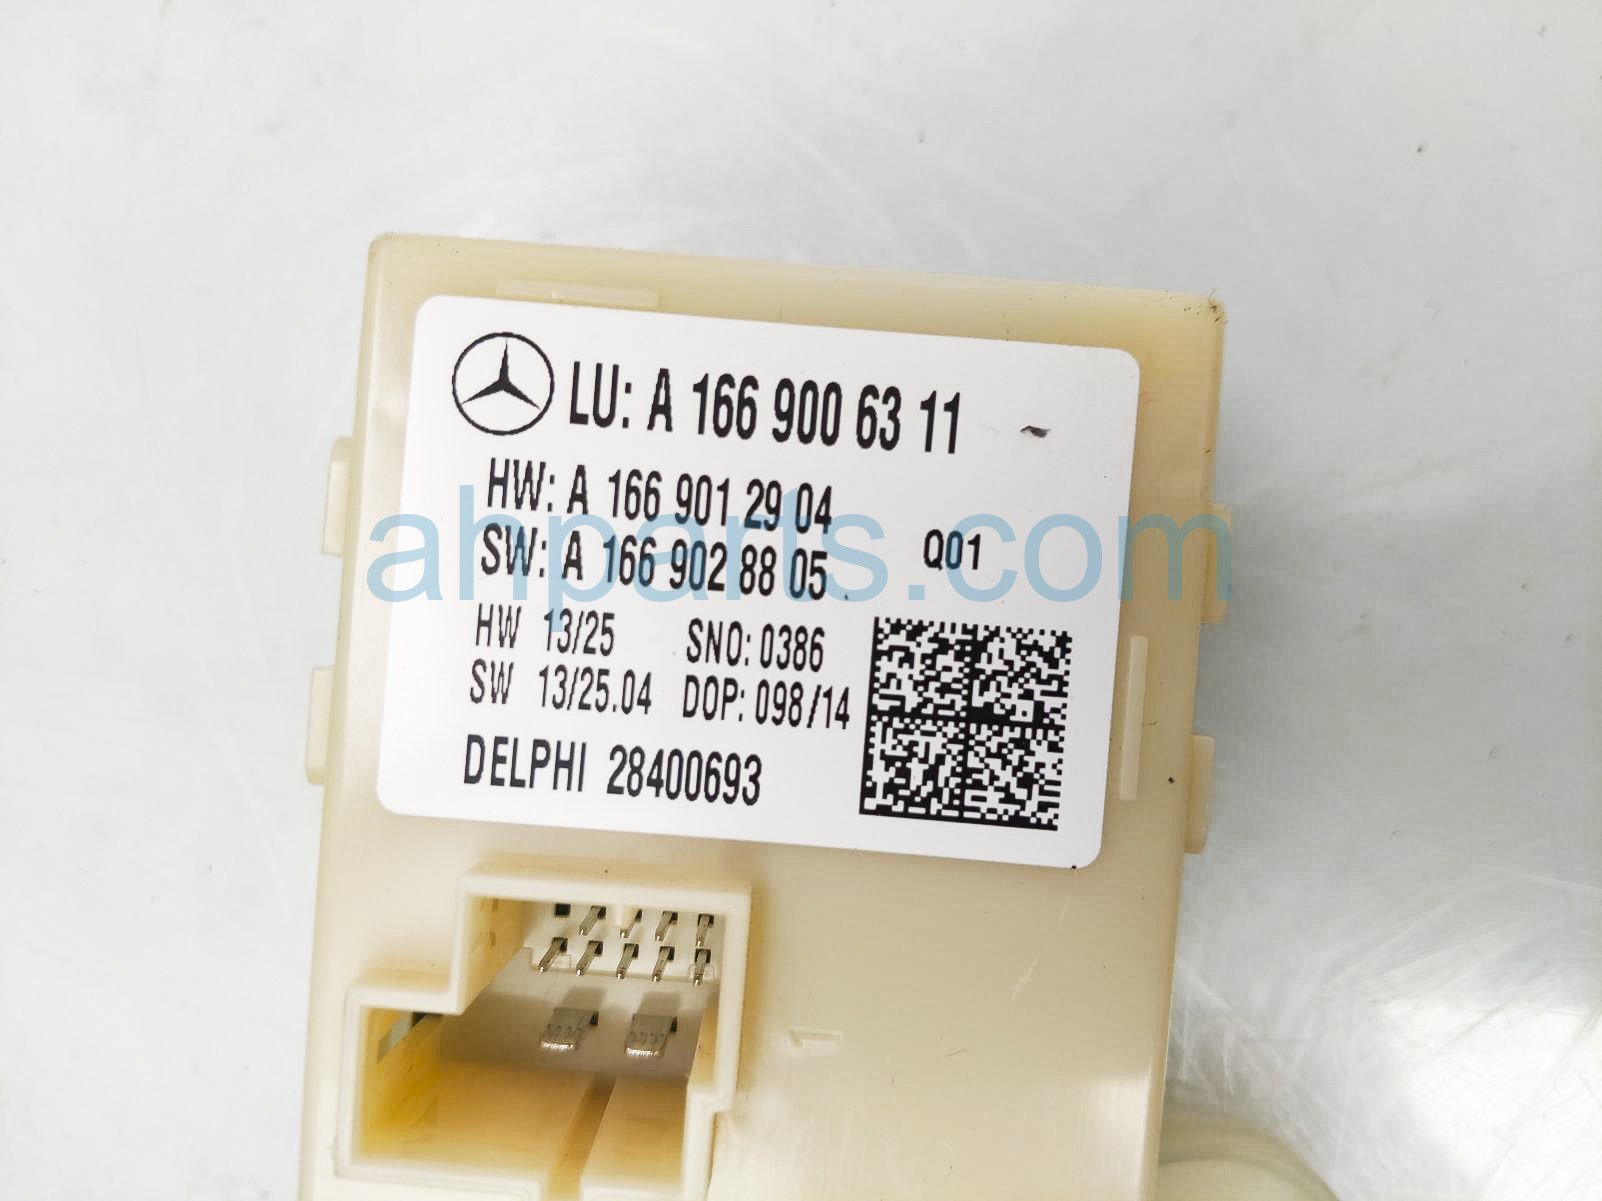 LU: A 166 900 63 11
HW: A 166 901 29 04
SW: A 166 902 88 05
Q01
HW 13/25 SNO: 0386
SW 13/25.04 DOP: 098/14
DELPHI 28400693
ahparts.com
1